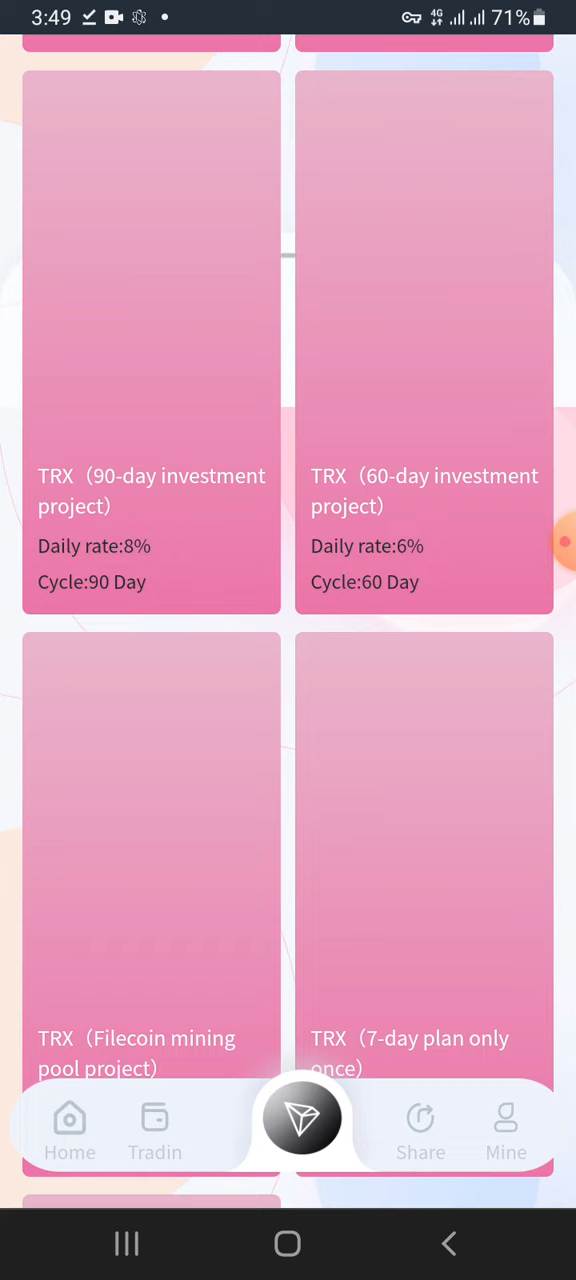 3:49
4G
71%
TRX（90-day investment
project）
Daily rate:8%
Cycle:90 Day
TRX（60-day investment
project）
Daily rate:6%
Cycle:60 Day
TRX（Filecoin mining
pool project）
TRX（7-day plan only
once）
Home
Tradin
Share
Mine